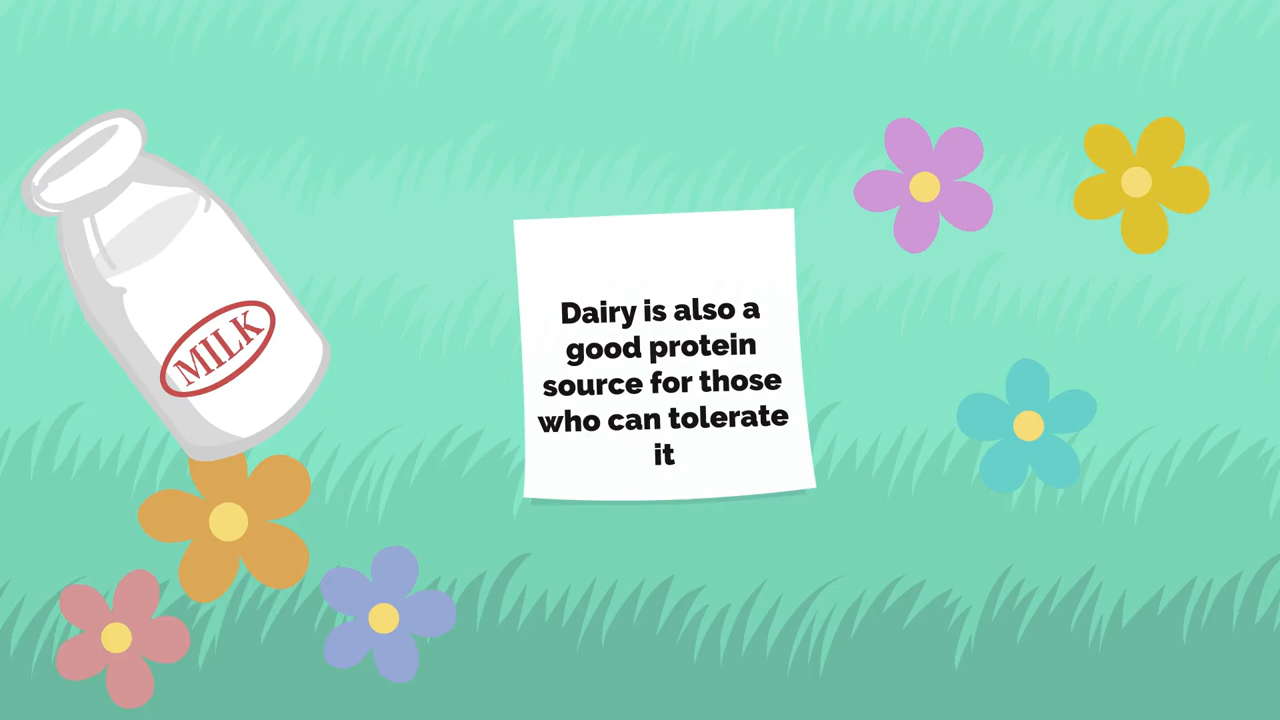 MILK
Dairy is also a
good protein
source for those
who can tolerate
it